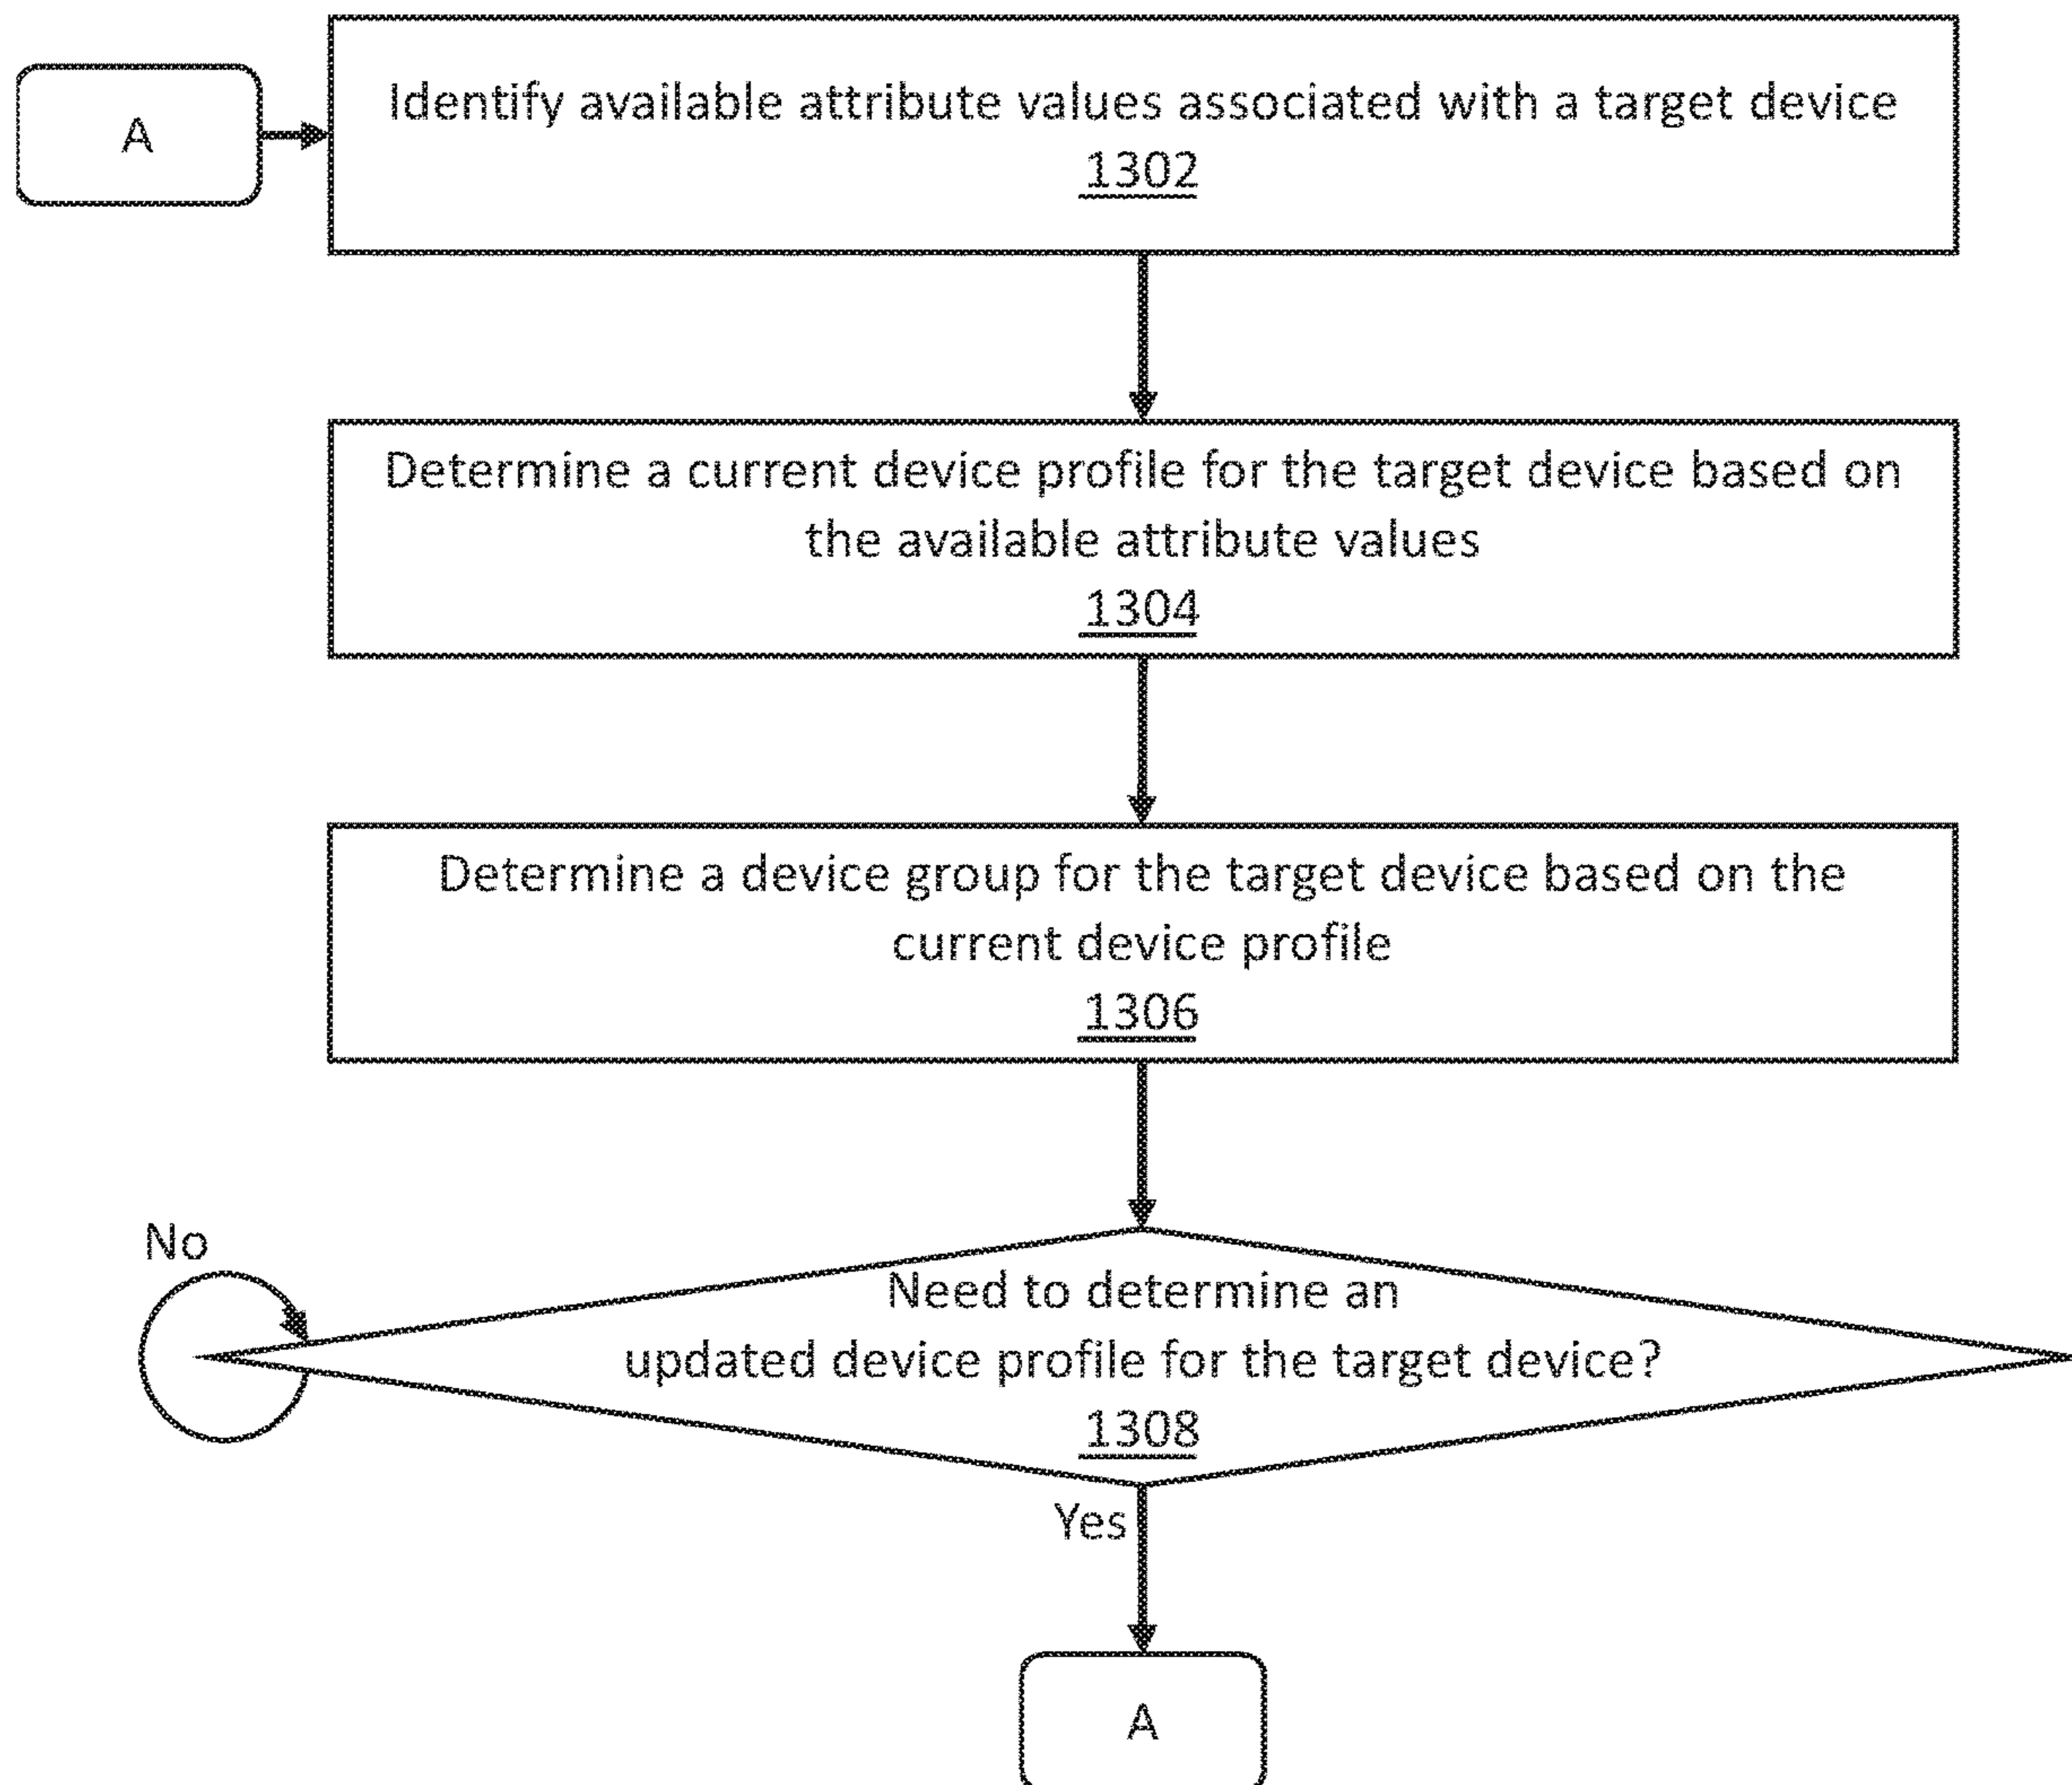 A
Identify available attribute values associated with a target device
1302
Determine a current device profile for the target device based on
the available attribute values
1304
Determine a device group for the target device based on the
current device profile
1306
No
Need to determine an
updated device profile for the target device?
1308
Yes
A